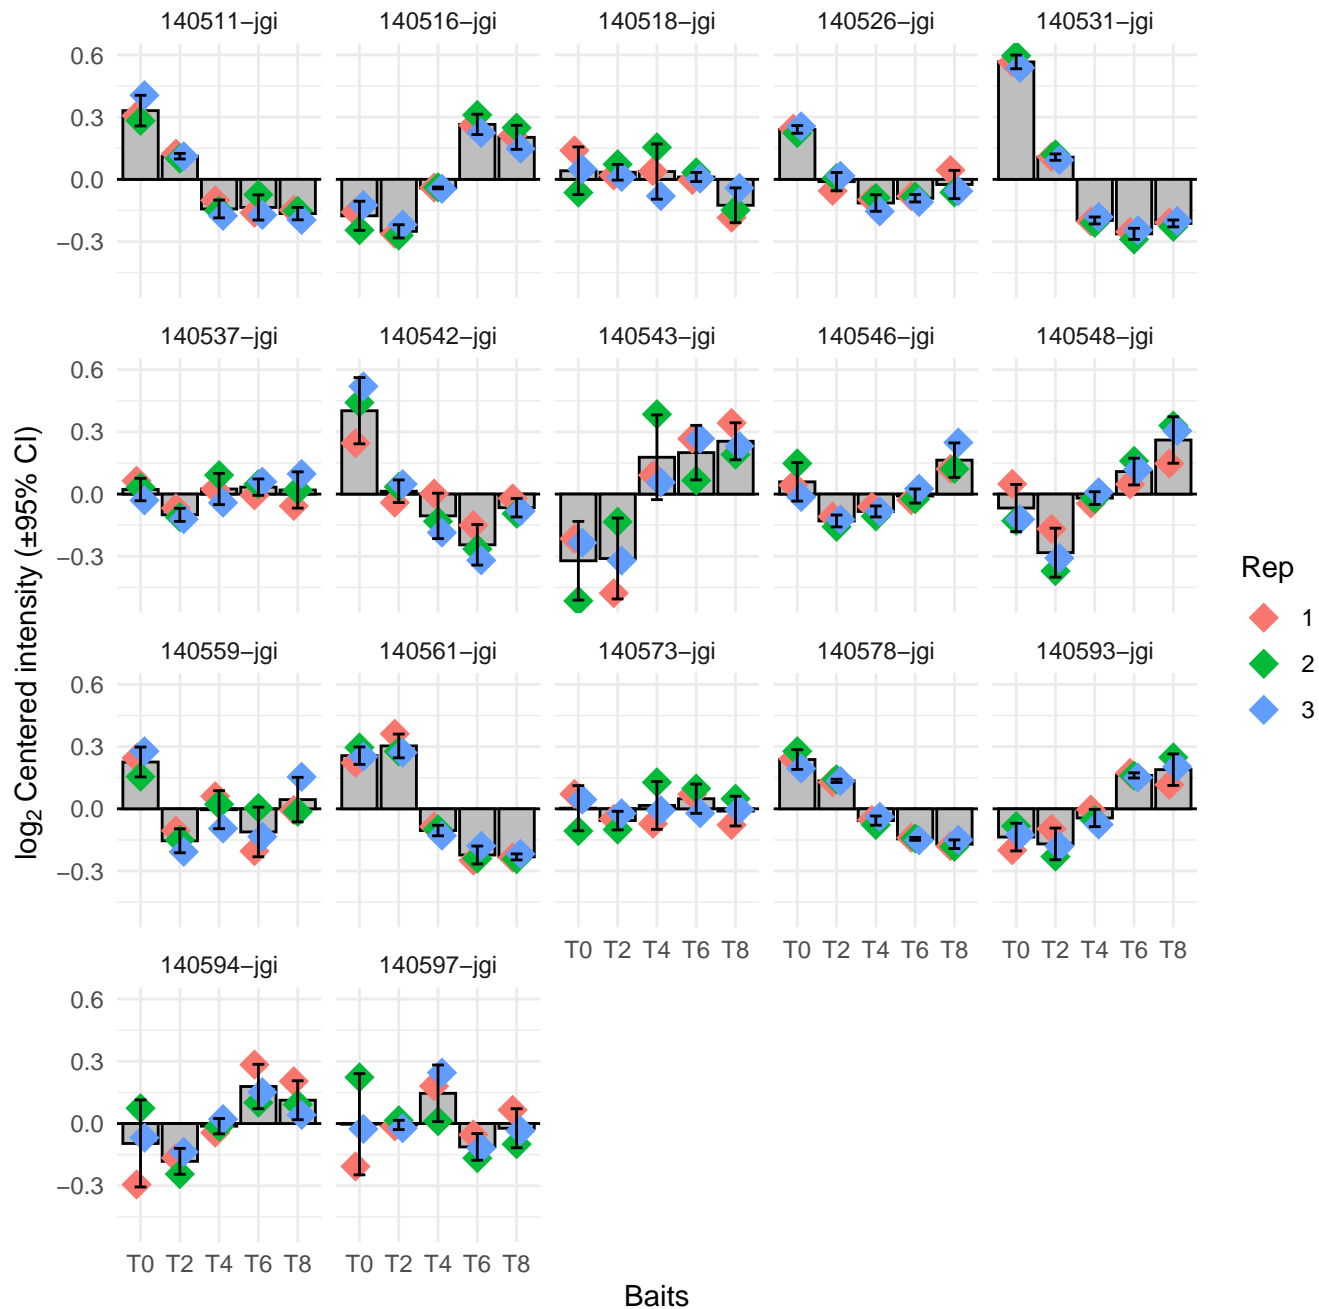 140511−jgi 140516−jgi 140518−jgi 140526−jgi 140531−jgi
0.6
0.3
0.0
−0.3
140537−jgi 140542−jgi 140543−jgi 140546−jgi 140548−jgi
0.6
0.3
0.0
−0.3
140559−jgi 140561−jgi 140573−jgi 140578−jgi 140593−jgi
0.6
0.3
0.0
−0.3
T0 T2 T4 T6 T8 T0 T2 T4 T6 T8 T0 T2 T4 T6 T8
140594−jgi 140597−jgi
0.6
0.3
0.0
−0.3
T0 T2 T4 T6 T8 T0 T2 T4 T6 T8
Baits
log2 Centered intensity (±95% CI)
Rep
1
2
3